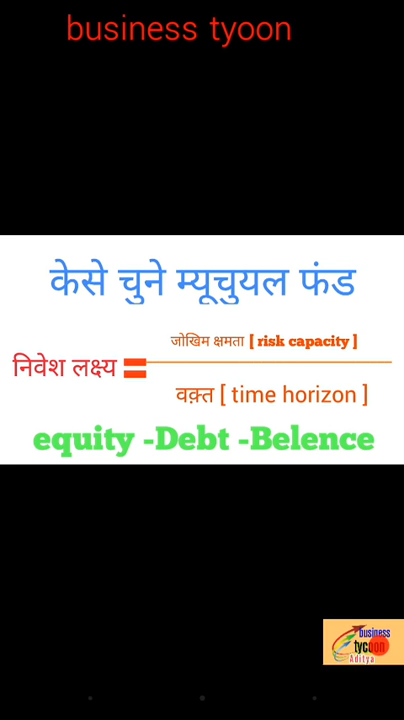 business tyoon
केसे चुने म्यूचुयल फंड
जोखिम क्षमता [ risk capacity ]
निवेश लक्ष्य =
वक़्त [ time horizon ]
equity -Debt -Belence
business
tycoon
Aditya